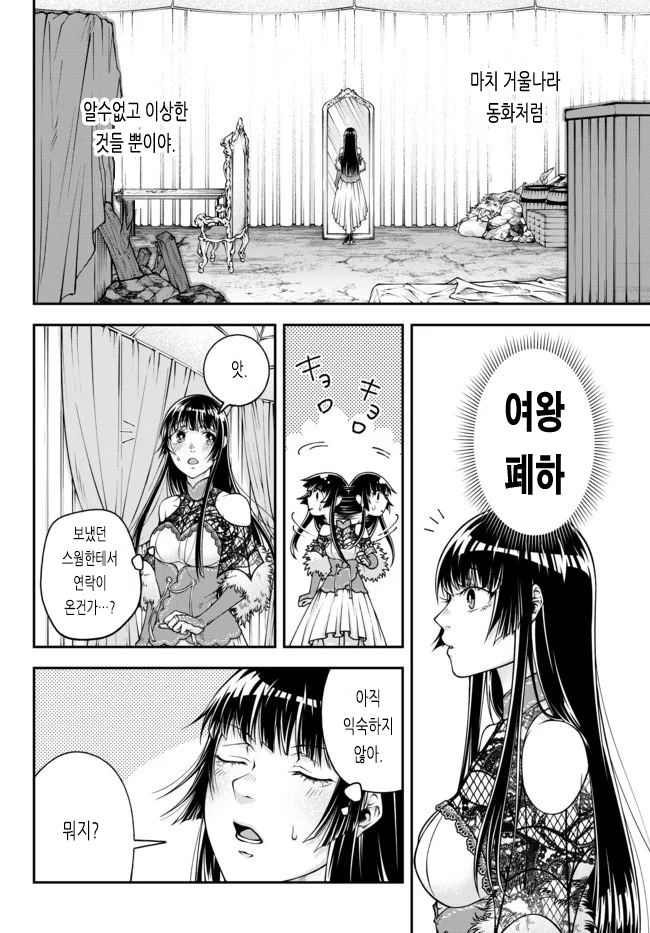 마치 거울나라
동화처럼
알수없고 이상한
것들 뿐이야.
여왕
폐하
キョロ
キョロ
앗.
보냈던
스웜한테서
연락이
온건가…?
아직
익숙하지
않아.
뭐지?